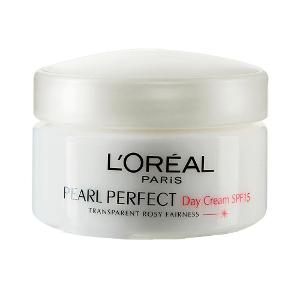 L'ORÉAL
PARIS
PEARL PERFECT Day Cream SPF15
TRANSPARENT ROSY FAIRNESS